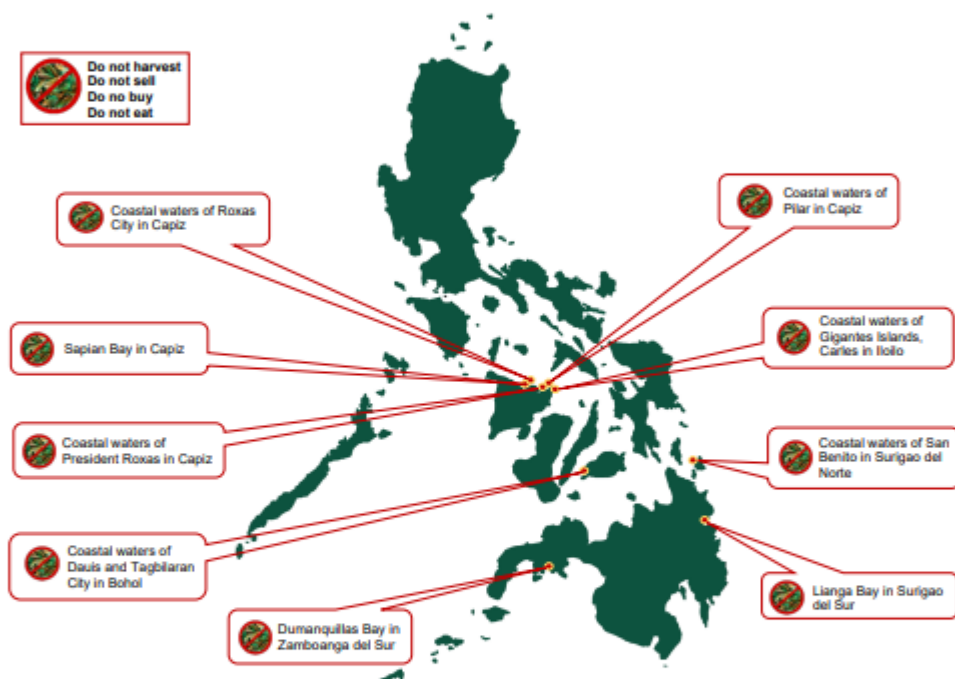 Do not harvest
Do not sell
Do no buy
Do not eat
Coastal waters of Roxas
City in Capiz
Coastal waters of
Pilar in Capiz
Sapian Bay in Capiz
Coastal waters of
Gigantes Islands,
Carles in Iloilo
Coastal waters of
President Roxas in Capiz
Coastal waters of San
Benito in Surigao del
Norte
Coastal waters of
Dauis and Tagbilaran
City in Bohol
Lianga Bay in Surigao
del Sur
Dumanquillas Bay in
Zamboanga del Sur